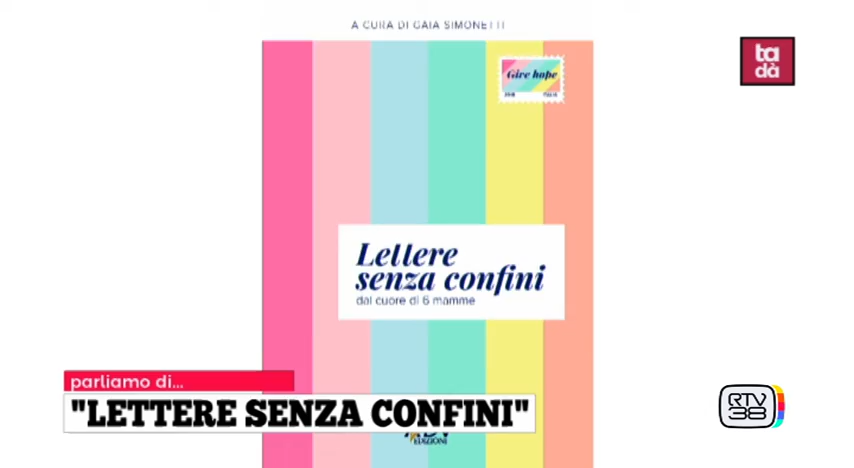 A CURA DI GAIA SIMONETTI
ta
dà
Give hope
Lettere
senza confini
dal cuore di 6 mamme
parliamo di...
"LETTERE SENZA CONFINI"
EDIZIONI
RTV
38